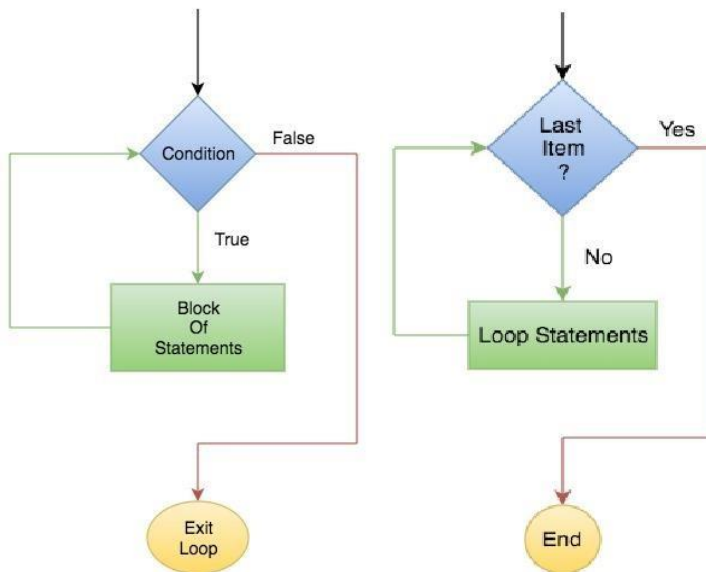 Condition
False
True
Block
Of
Statements
Exit
Loop
Last
Item
?
Yes
No
Loop Statements
End